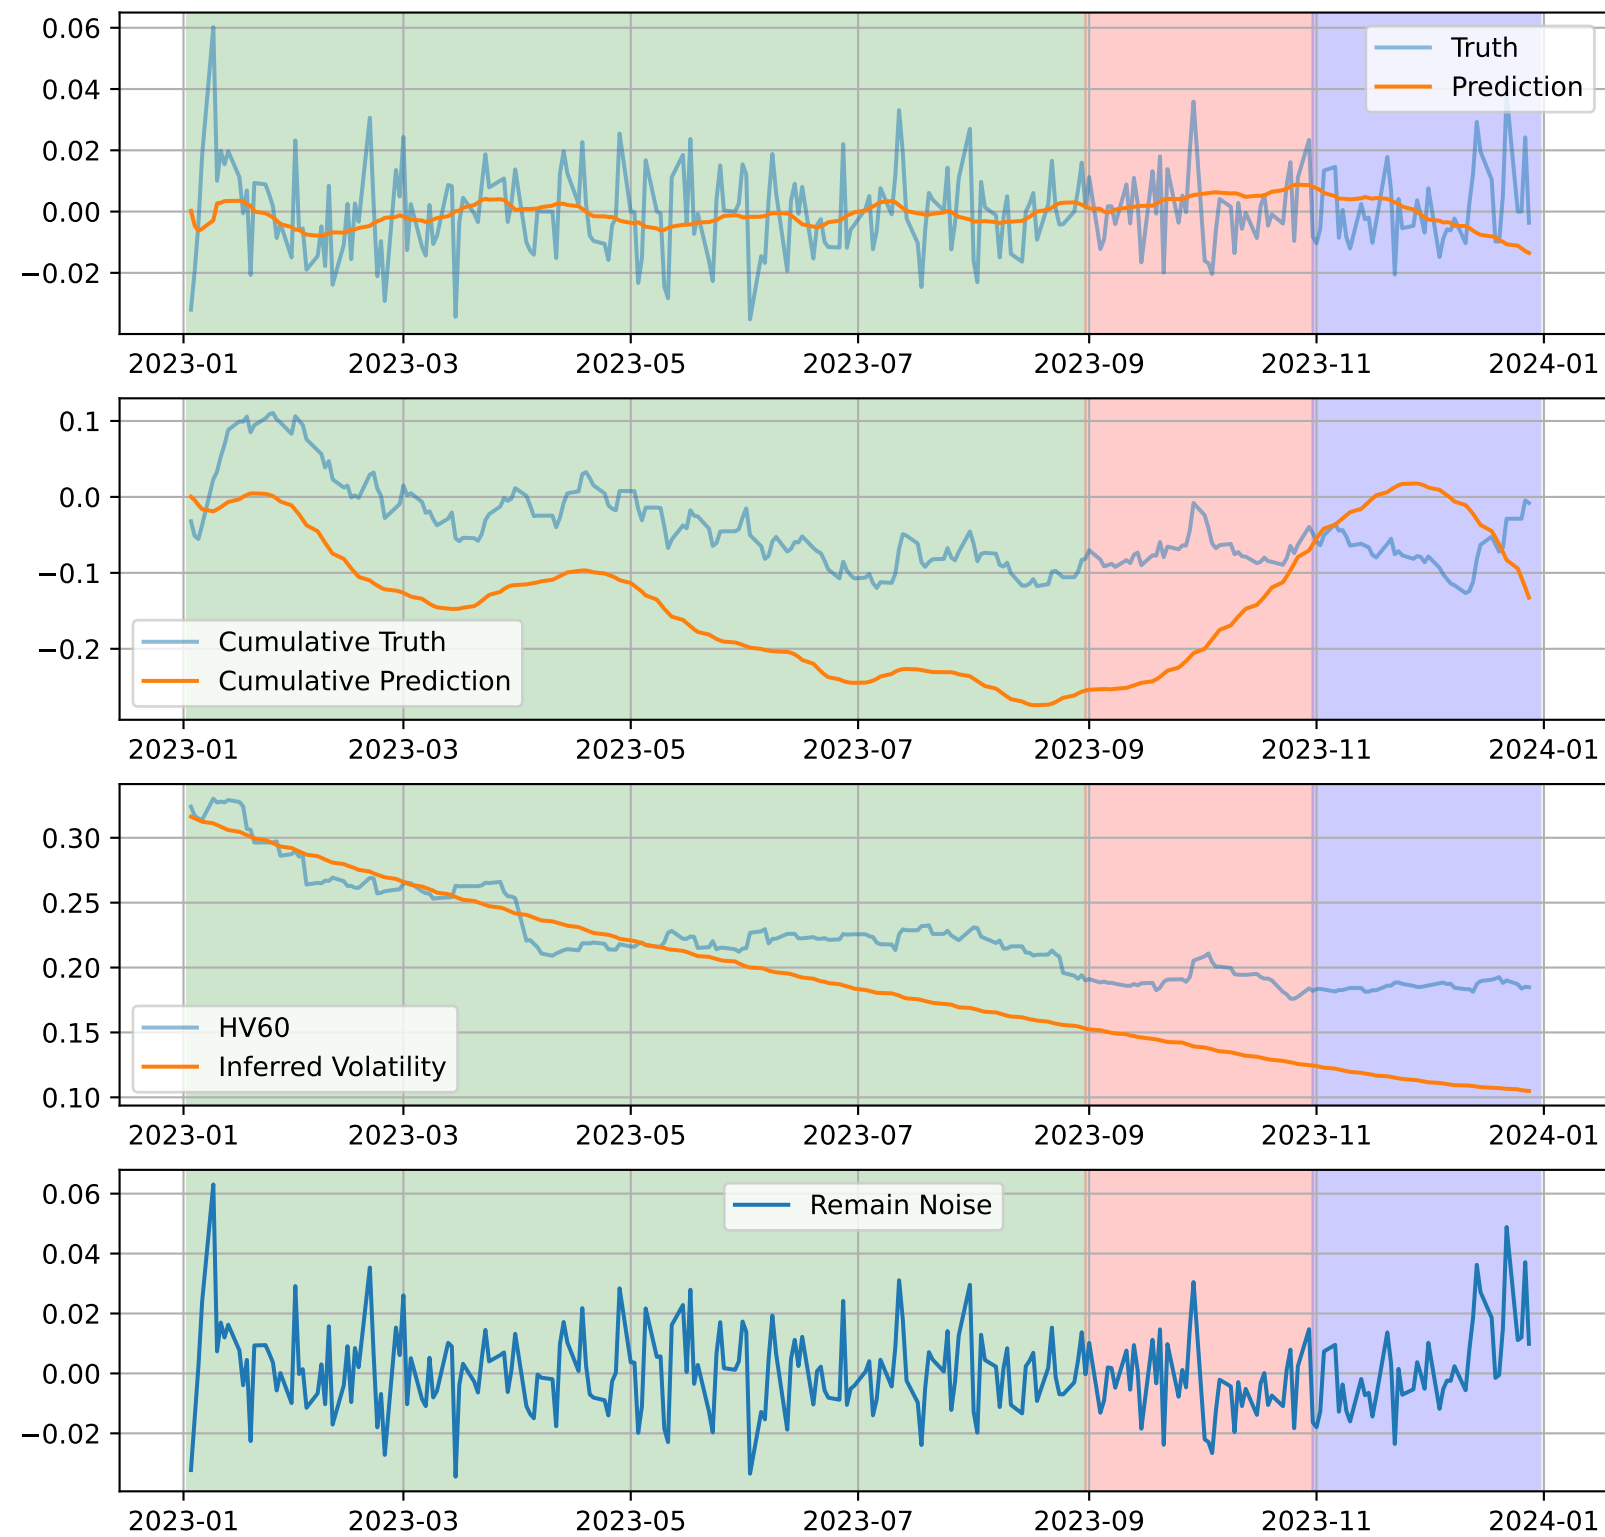 0.06
0.04
0.02
0.00
−0.02
Truth
Prediction
2023-01 2023-03 2023-05 2023-07 2023-09 2023-11 2024-01
0.1
0.0
−0.1
−0.2
Cumulative Truth
Cumulative Prediction
2023-01 2023-03 2023-05 2023-07 2023-09 2023-11 2024-01
0.30
0.25
0.20
0.15
0.10
HV60
Inferred Volatility
2023-01 2023-03 2023-05 2023-07 2023-09 2023-11 2024-01
0.06
0.04
0.02
0.00
−0.02
Remain Noise
2023-01 2023-03 2023-05 2023-07 2023-09 2023-11 2024-01